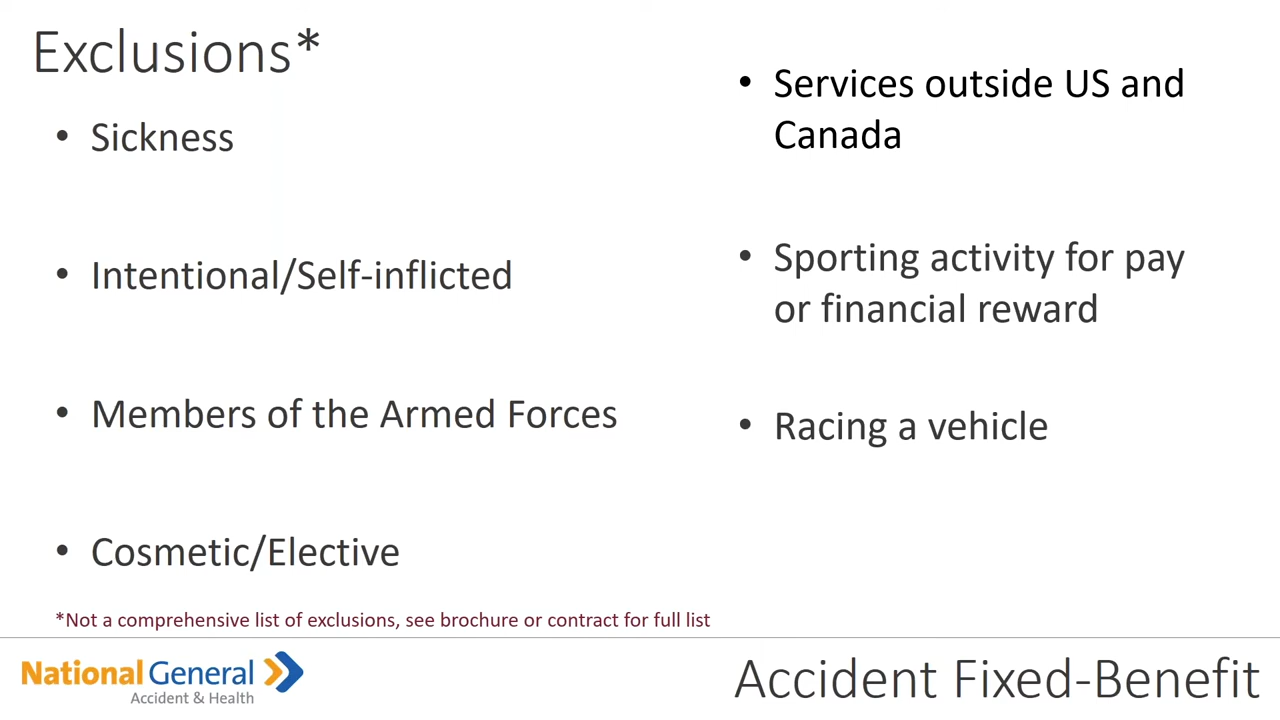 Exclusions*
• Sickness
• Intentional/Self-inflicted
• Members of the Armed Forces
• Cosmetic/Elective
• Services outside US and
Canada
• Sporting activity for pay
or financial reward
• Racing a vehicle
*Not a comprehensive list of exclusions, see brochure or contract for full list
National General
Accident & Health
Accident Fixed-Benefit